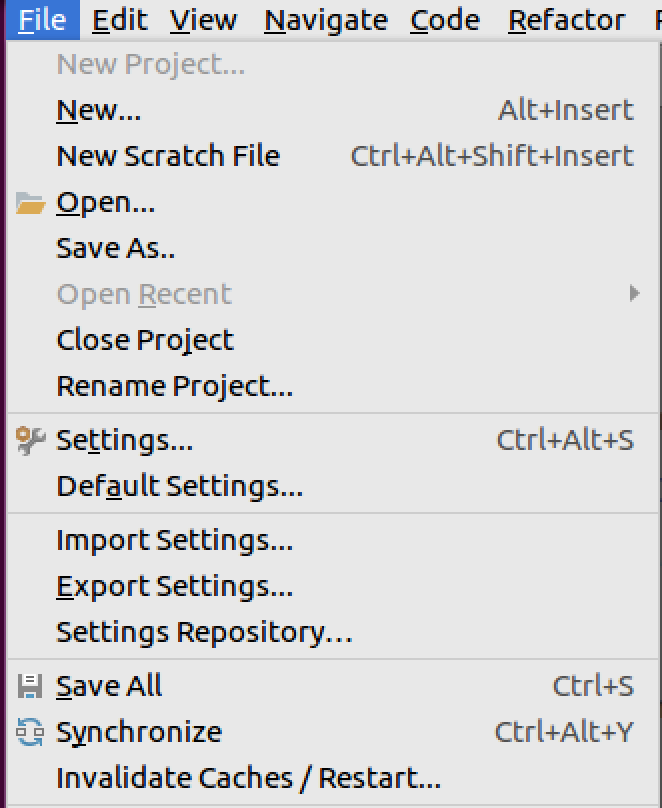 File Edit View Navigate Code Refactor
New Project...
New... Alt+Insert
New Scratch File Ctrl+Alt+Shift+Insert
Open...
Save As..
Open Recent
Close Project
Rename Project...
Settings... Ctrl+Alt+S
Default Settings...
Import Settings...
Export Settings...
Settings Repository...
Save All Ctrl+S
Synchronize Ctrl+Alt+Y
Invalidate Caches / Restart...